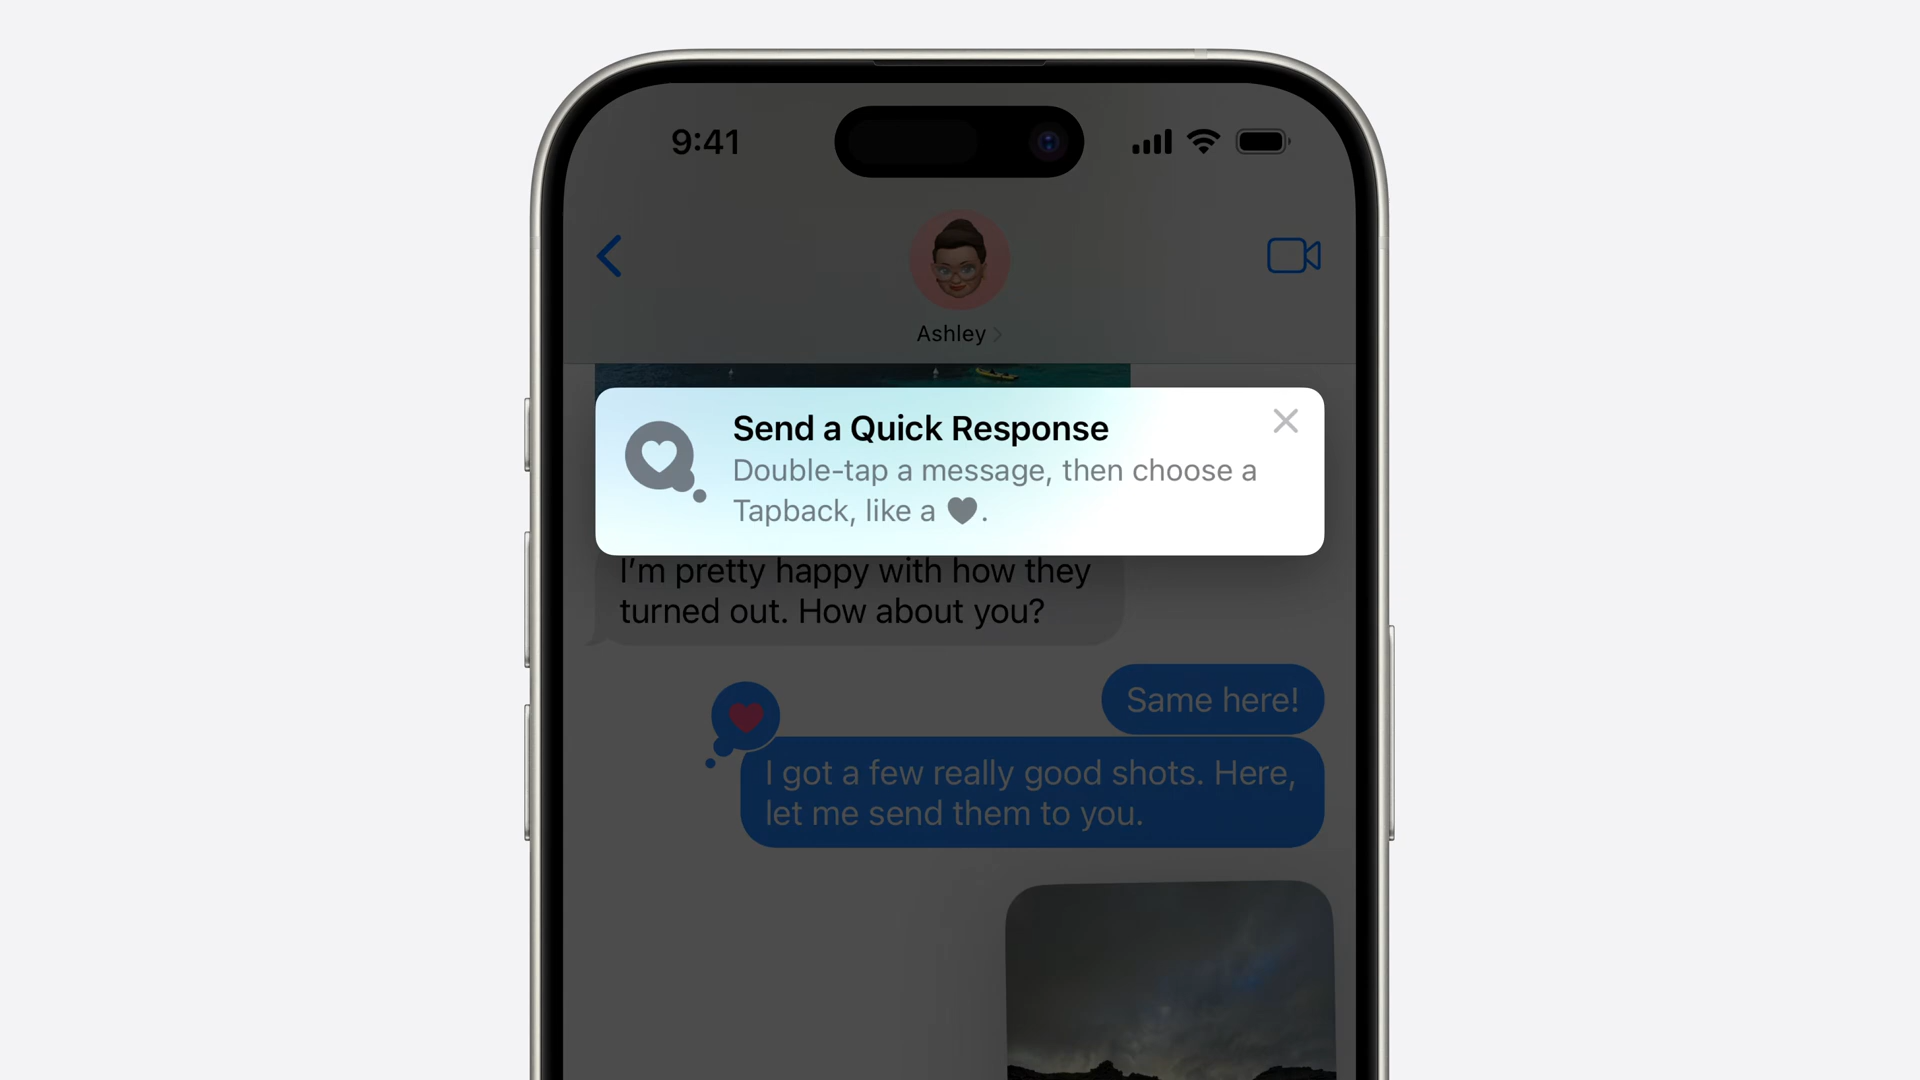 9:41
Ashley
Send a Quick Response
Double-tap a message, then choose a
Tapback, like a ♥.
I’m pretty happy with how they
turned out. How about you?
Same here!
I got a few really good shots. Here,
let me send them to you.